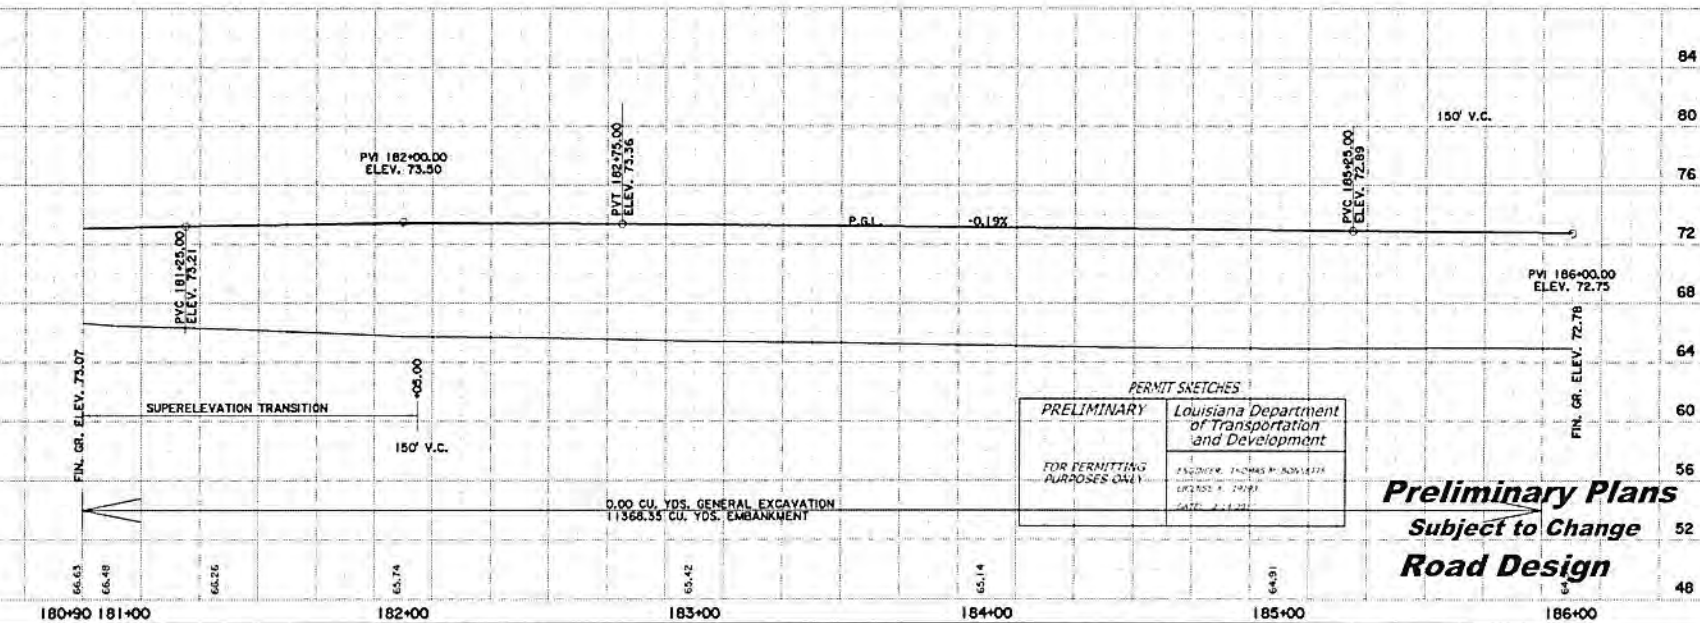 84
80
76
72
68
64
60
56
52
48
150' V.C.
PVI 182+00.00
ELEV. 73.50
PVT 182+75.00
ELEV. 73.36
PVC 185+25.00
ELEV. 72.89
P.G.L.
-0.19%
PVC 181+25.00
ELEV. 73.21
PVI 186+00.00
ELEV. 72.75
FIN. GR. ELEV. 73.07
FIN. GR. ELEV. 72.78
+05.00
SUPERELEVATION TRANSITION
150' V.C.
PERMIT SKETCHES
PRELIMINARY
FOR PERMITTING
PURPOSES ONLY
Louisiana Department
of Transportation
and Development
ENGINEER: THOMAS
LICENSE #:
DATE:
0.00 CU. YDS. GENERAL EXCAVATION
11368.35 CU. YDS. EMBANKMENT
Preliminary Plans
Subject to Change
Road Design
66.63
66.48
66.26
65.74
65.42
65.14
64.91
180+90 181+00
182+00
183+00
184+00
185+00
186+00